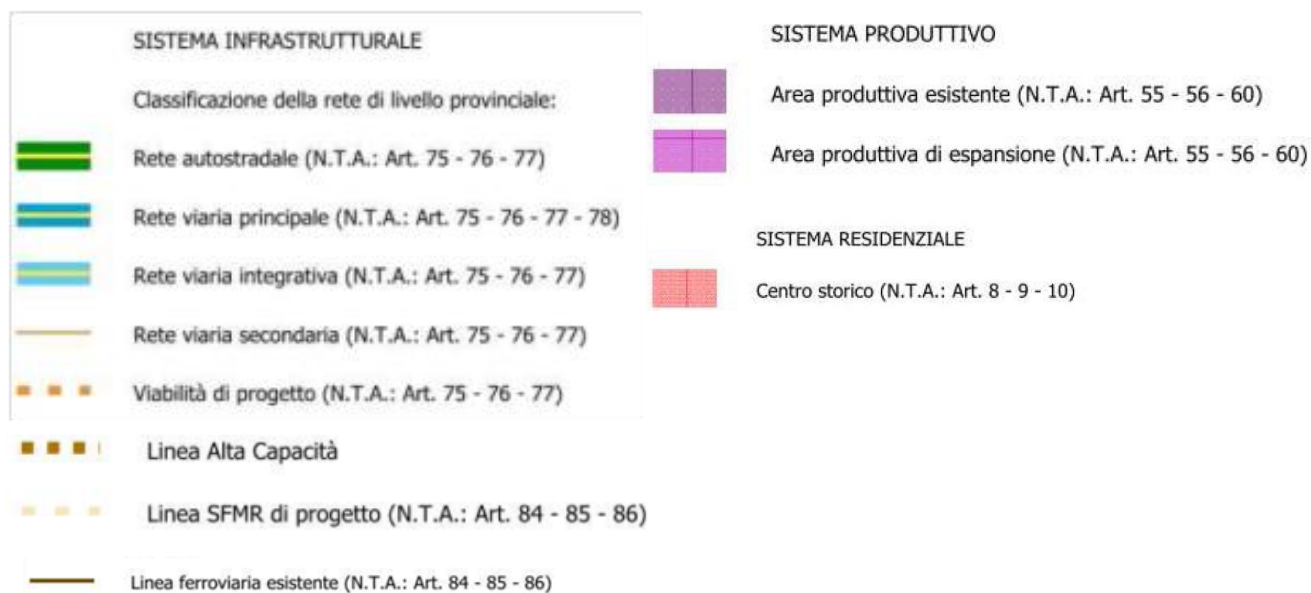 SISTEMA INFRASTRUTTURALE
Classificazione della rete di livello provinciale:
Rete autostradale (N.T.A.: Art. 75 - 76 - 77)
Rete viaria principale (N.T.A.: Art. 75 - 76 - 77 - 78)
Rete viaria integrativa (N.T.A.: Art. 75 - 76 - 77)
Rete viaria secondaria (N.T.A.: Art. 75 - 76 - 77)
Viabilità di progetto (N.T.A.: Art. 75 - 76 - 77)
Linea Alta Capacità
Linea SFMR di progetto (N.T.A.: Art. 84 - 85 - 86)
Linea ferroviaria esistente (N.T.A.: Art. 84 - 85 - 86)
SISTEMA PRODUTTIVO
Area produttiva esistente (N.T.A.: Art. 55 - 56 - 60)
Area produttiva di espansione (N.T.A.: Art. 55 - 56 - 60)
SISTEMA RESIDENZIALE
Centro storico (N.T.A.: Art. 8 - 9 - 10)